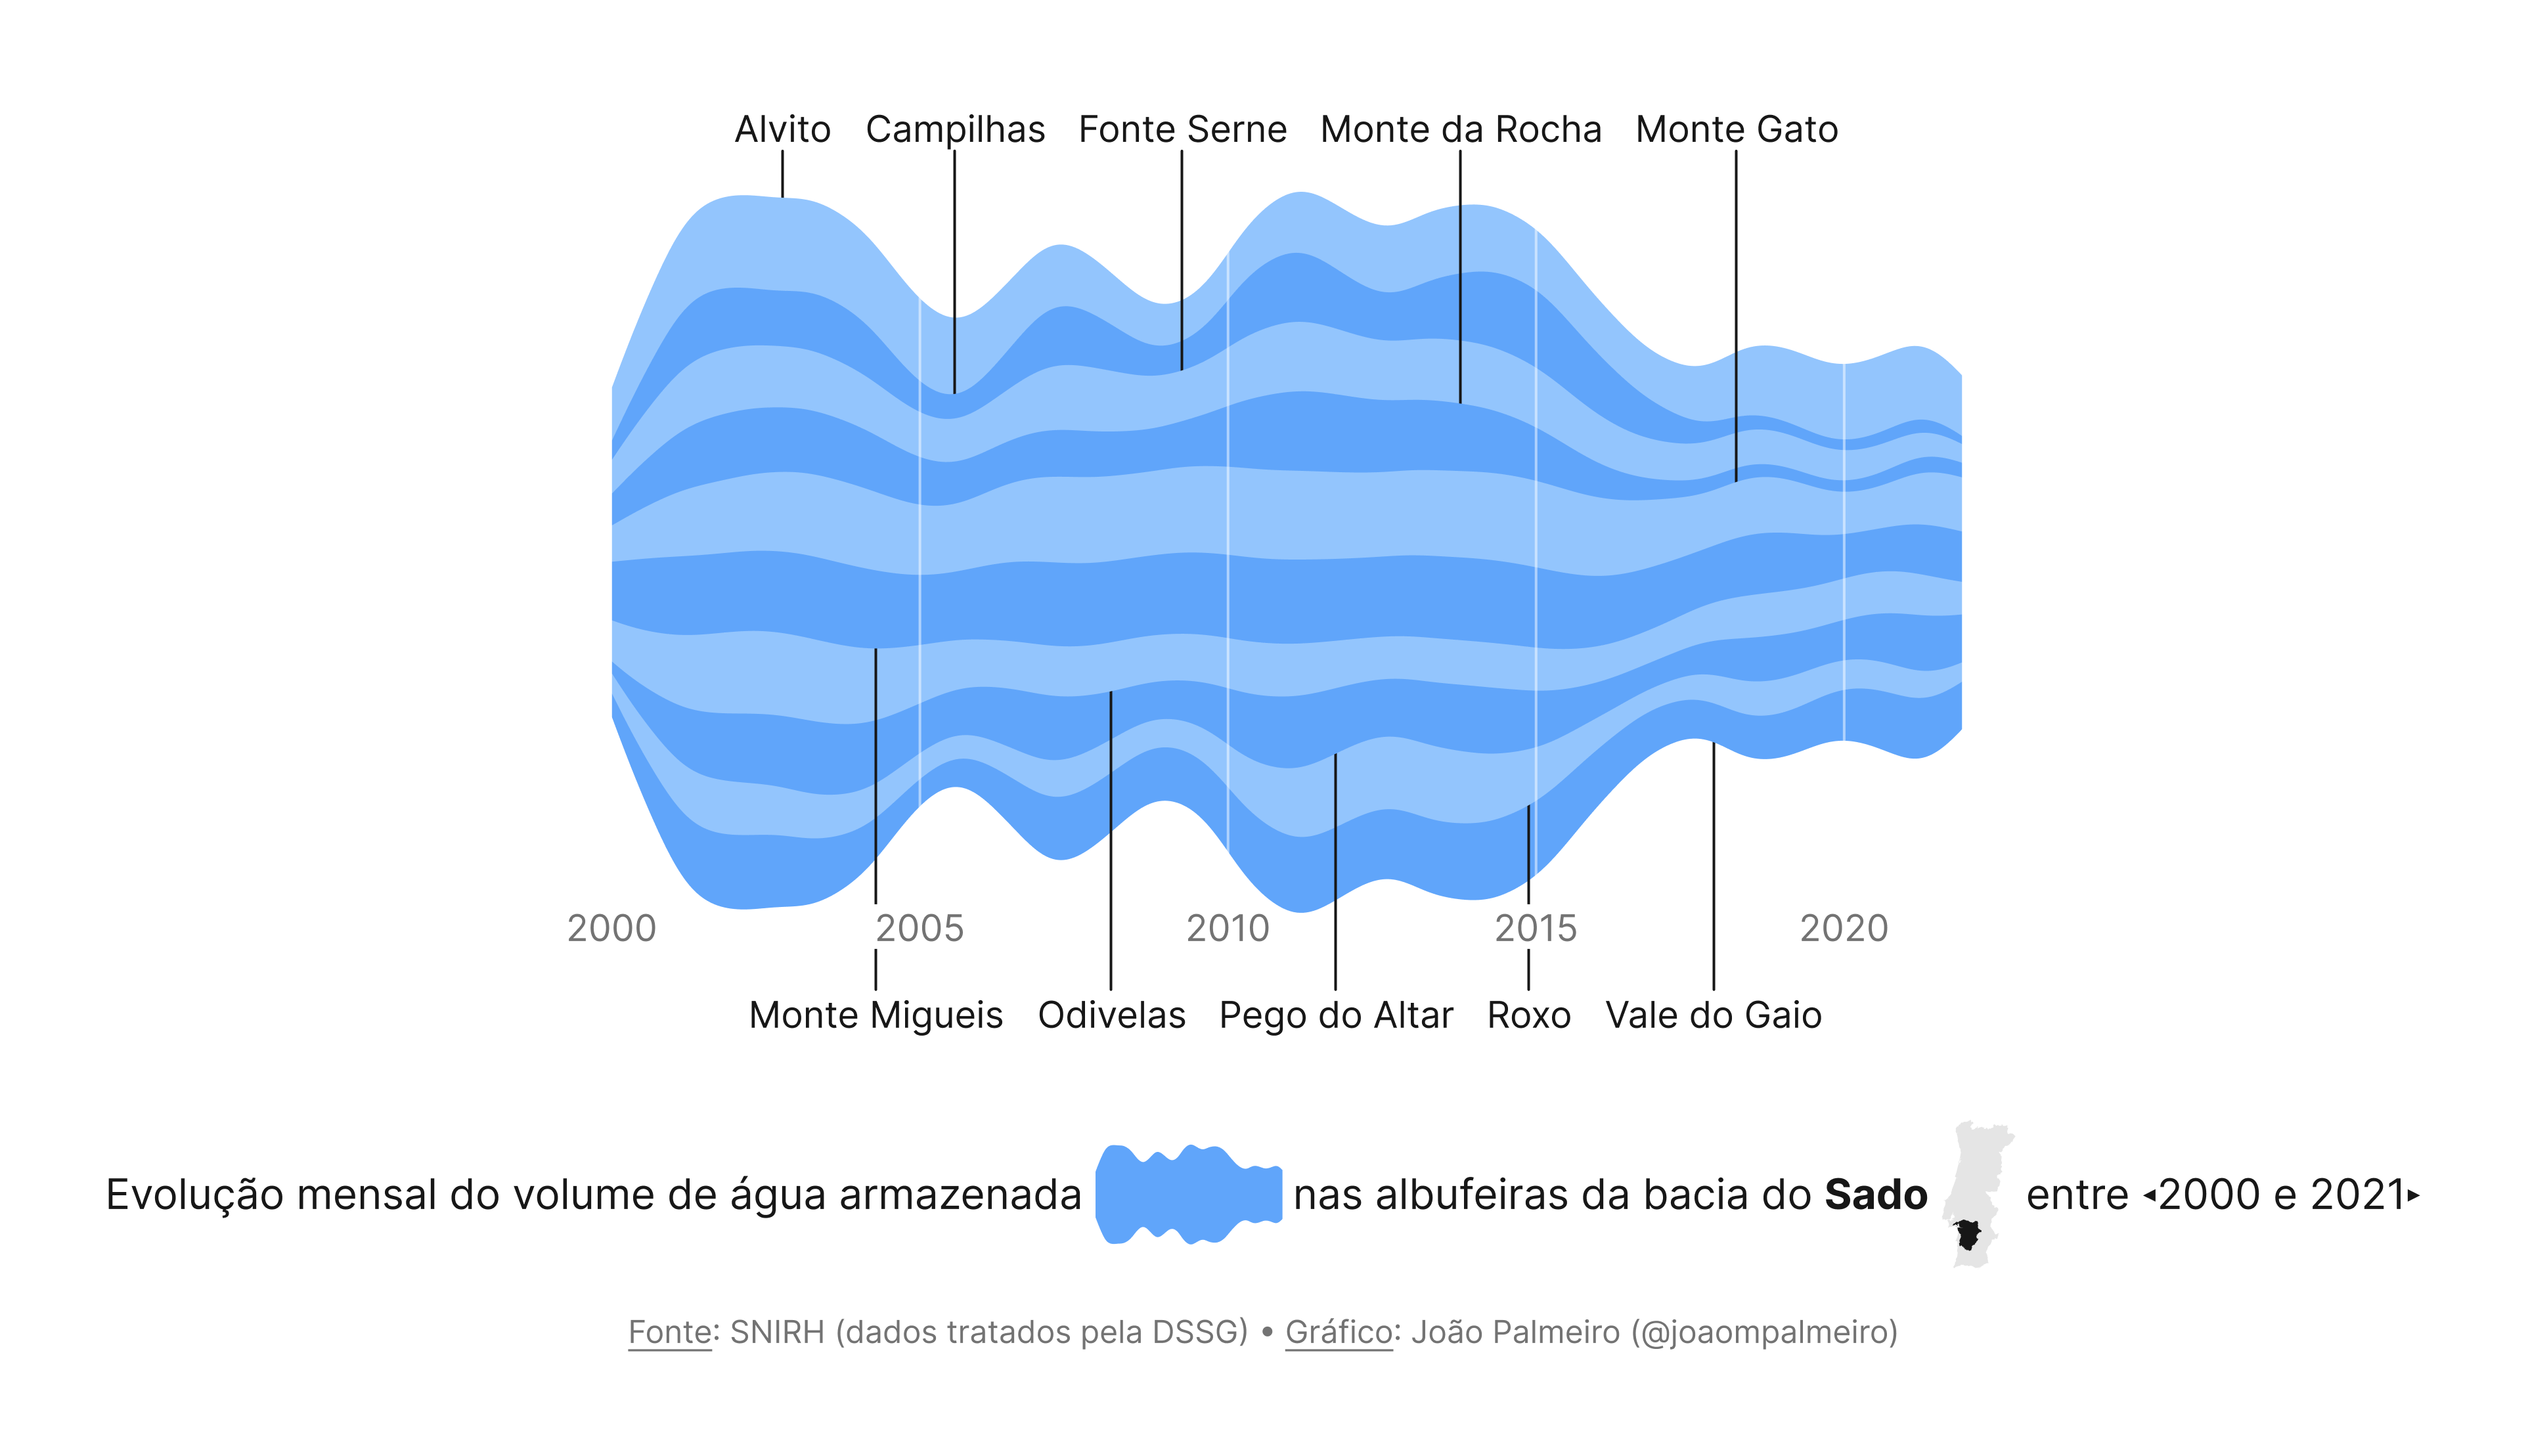 Alvito Campilhas Fonte Serne Monte da Rocha Monte Gato
2000 2005 2010 2015 2020
Monte Migueis Odivelas Pego do Altar Roxo Vale do Gaio
Evolução mensal do volume de água armazenada nas albufeiras da bacia do Sado entre ◂2000 e 2021▸
Fonte: SNIRH (dados tratados pela DSSG) • Gráfico: João Palmeiro (@joaompalmeiro)